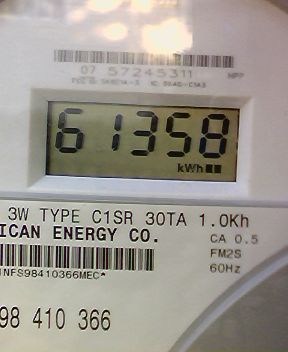 07 57245311 NPP
61358
kWh
3W TYPE C1SR 30TA 1.0Kh
ICAN ENERGY CO. CA 0.5
FM2S
INFS98410366MEC* 60Hz
98 410 366